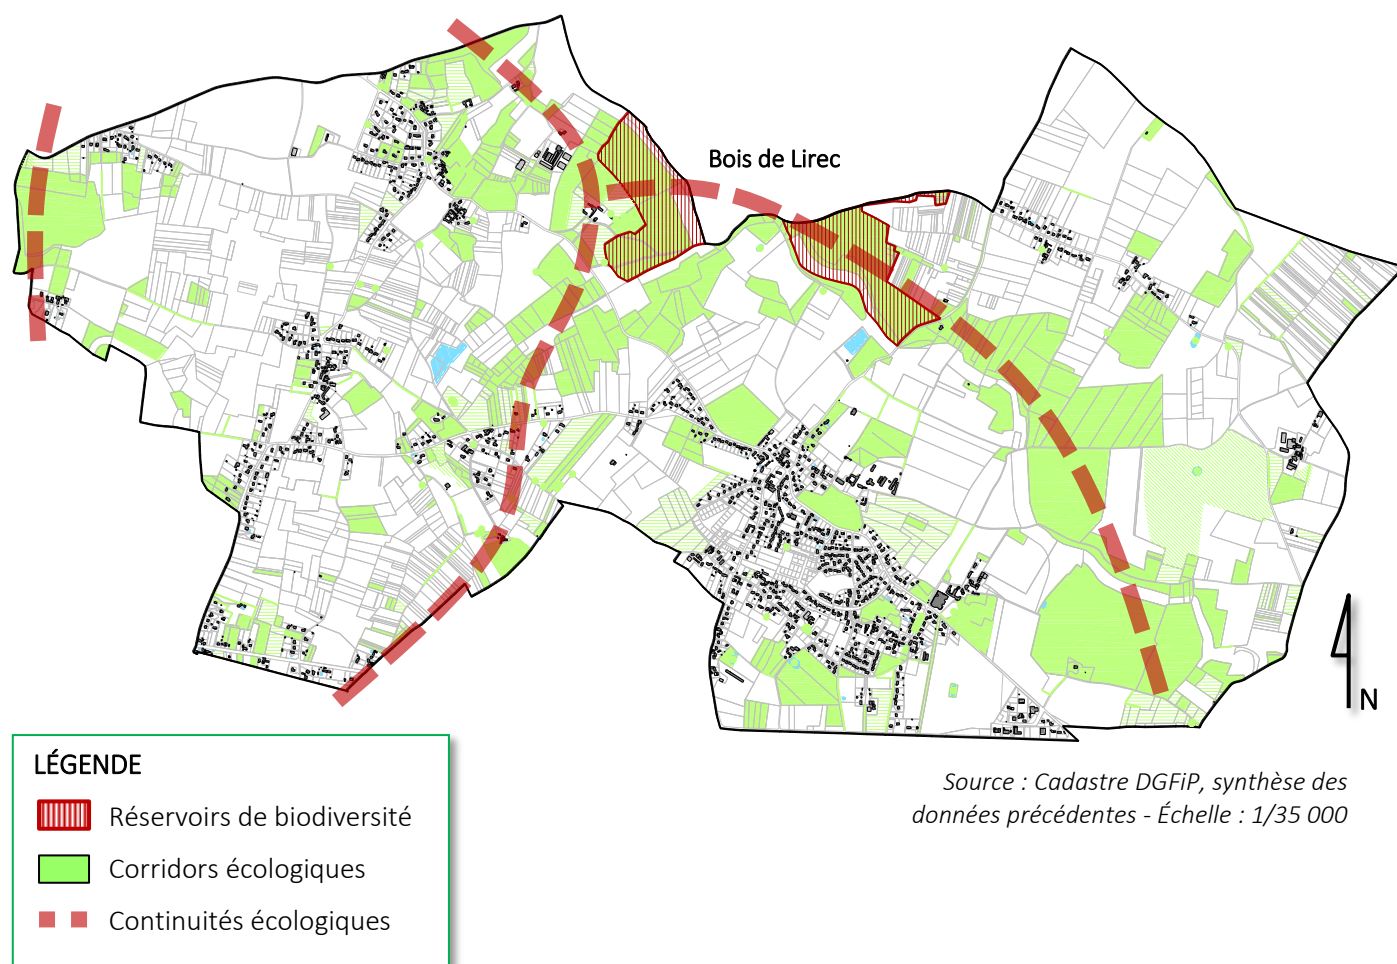 Bois de Lirec
N
LÉGENDE
Réservoirs de biodiversité
Corridors écologiques
Continuités écologiques
Source : Cadastre DGFiP, synthèse des
données précédentes - Échelle : 1/35 000